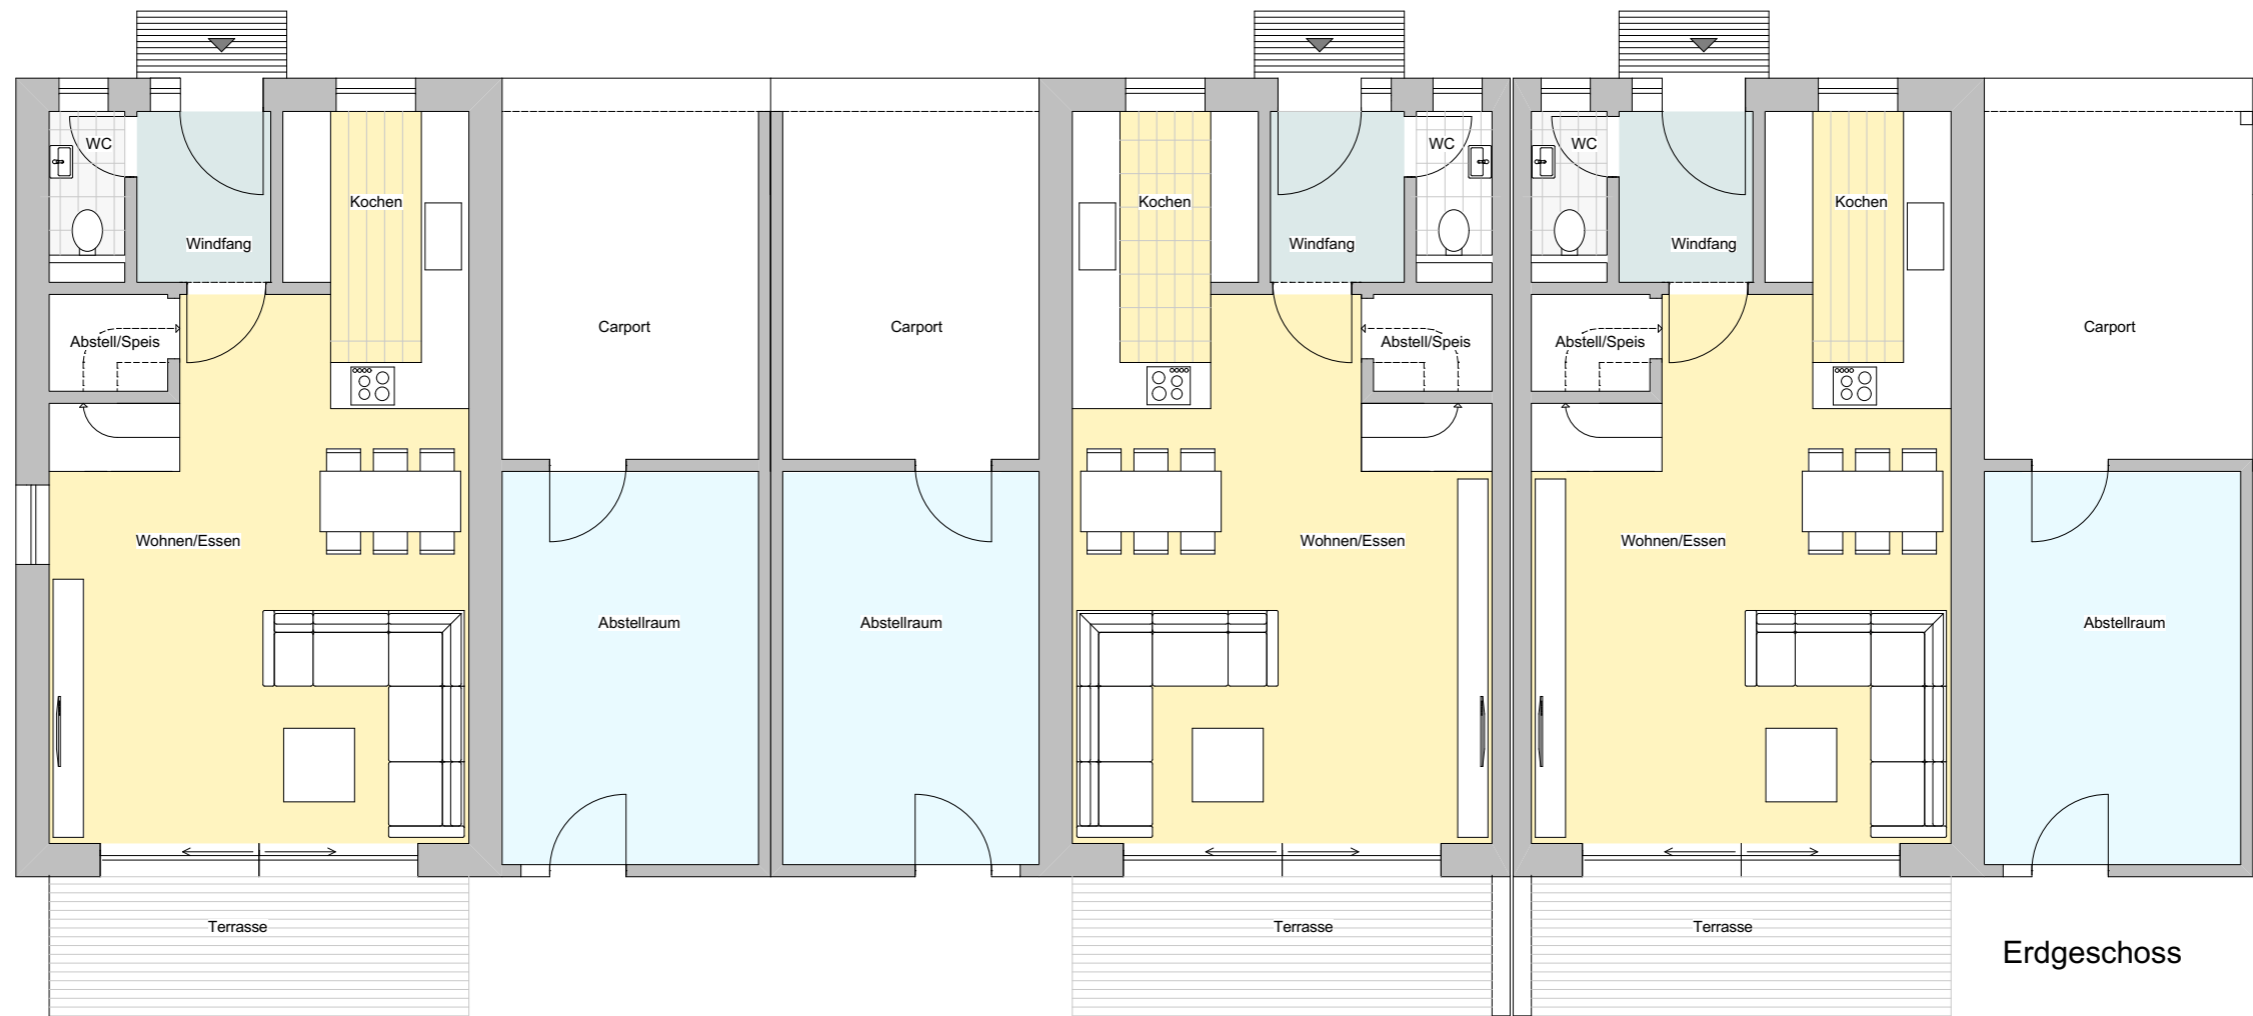 WC
WC
WC
Kochen
Kochen
Kochen
Windfang
Windfang
Windfang
Carport
Carport
Carport
Abstell/Speis
Abstell/Speis
Abstell/Speis
Wohnen/Essen
Wohnen/Essen
Wohnen/Essen
Abstellraum
Abstellraum
Abstellraum
Terrasse
Terrasse
Terrasse
Erdgeschoss